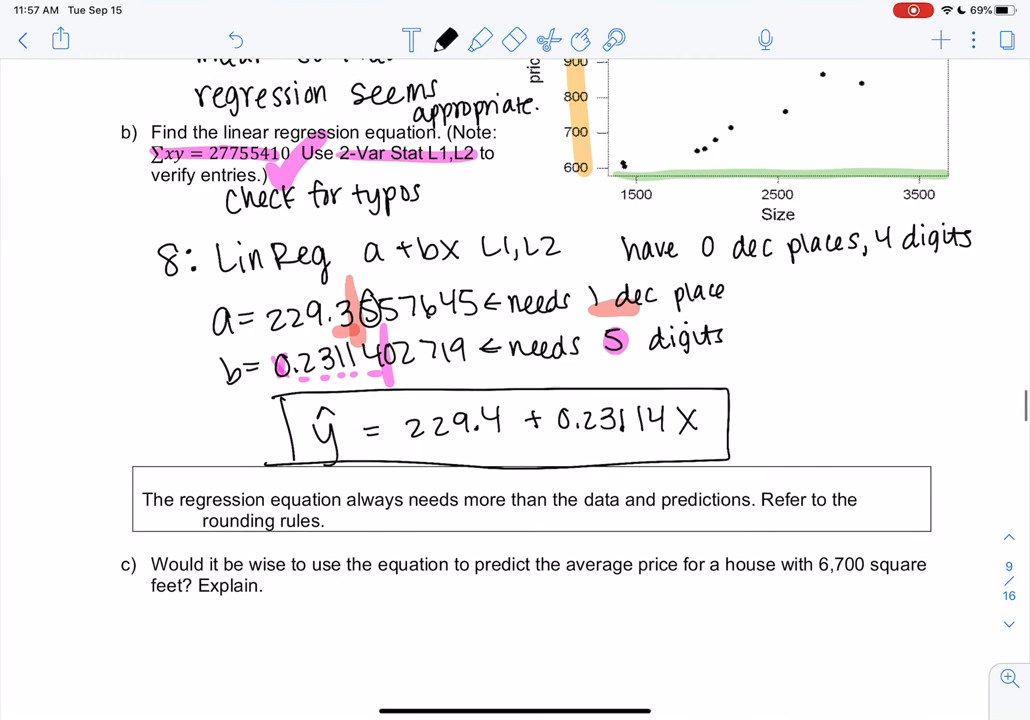 11:57 AM Tue Sep 15
69%
regression seems
appropriate.
b) Find the linear regression equation. (Note:
∑xy = 27755410 Use 2-Var Stat L1,L2 to
verify entries.)
check for typos
900
800
700
600
1500 2500 3500
Size
8: LinReg a+bx L1,L2 have 0 dec places, 4 digits
a = 229.35557645 ← needs 1 dec place
b = 0.2311402719 ← needs 5 digits
ŷ = 229.4 + 0.23114 X
The regression equation always needs more than the data and predictions. Refer to the
rounding rules.
c) Would it be wise to use the equation to predict the average price for a house with 6,700 square
feet? Explain.
9
/
16